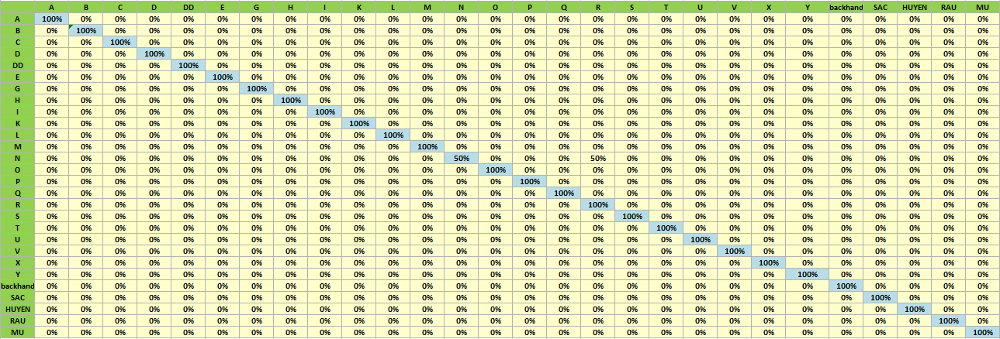 A B C D DD E G H I K L M N O P Q R S T U V X Y backhand SAC HUYEN RAU MU
A 100% 0% 0% 0% 0% 0% 0% 0% 0% 0% 0% 0% 0% 0% 0% 0% 0% 0% 0% 0% 0% 0% 0% 0% 0% 0% 0% 0%
B 0% 100% 0% 0% 0% 0% 0% 0% 0% 0% 0% 0% 0% 0% 0% 0% 0% 0% 0% 0% 0% 0% 0% 0% 0% 0% 0% 0%
C 0% 0% 100% 0% 0% 0% 0% 0% 0% 0% 0% 0% 0% 0% 0% 0% 0% 0% 0% 0% 0% 0% 0% 0% 0% 0% 0% 0%
D 0% 0% 0% 100% 0% 0% 0% 0% 0% 0% 0% 0% 0% 0% 0% 0% 0% 0% 0% 0% 0% 0% 0% 0% 0% 0% 0% 0%
DD 0% 0% 0% 0% 100% 0% 0% 0% 0% 0% 0% 0% 0% 0% 0% 0% 0% 0% 0% 0% 0% 0% 0% 0% 0% 0% 0% 0%
E 0% 0% 0% 0% 0% 100% 0% 0% 0% 0% 0% 0% 0% 0% 0% 0% 0% 0% 0% 0% 0% 0% 0% 0% 0% 0% 0% 0%
G 0% 0% 0% 0% 0% 0% 100% 0% 0% 0% 0% 0% 0% 0% 0% 0% 0% 0% 0% 0% 0% 0% 0% 0% 0% 0% 0% 0%
H 0% 0% 0% 0% 0% 0% 0% 100% 0% 0% 0% 0% 0% 0% 0% 0% 0% 0% 0% 0% 0% 0% 0% 0% 0% 0% 0% 0%
I 0% 0% 0% 0% 0% 0% 0% 0% 100% 0% 0% 0% 0% 0% 0% 0% 0% 0% 0% 0% 0% 0% 0% 0% 0% 0% 0% 0%
K 0% 0% 0% 0% 0% 0% 0% 0% 0% 100% 0% 0% 0% 0% 0% 0% 0% 0% 0% 0% 0% 0% 0% 0% 0% 0% 0% 0%
L 0% 0% 0% 0% 0% 0% 0% 0% 0% 0% 100% 0% 0% 0% 0% 0% 0% 0% 0% 0% 0% 0% 0% 0% 0% 0% 0% 0%
M 0% 0% 0% 0% 0% 0% 0% 0% 0% 0% 0% 100% 0% 0% 0% 0% 0% 0% 0% 0% 0% 0% 0% 0% 0% 0% 0% 0%
N 0% 0% 0% 0% 0% 0% 0% 0% 0% 0% 0% 0% 50% 0% 0% 0% 50% 0% 0% 0% 0% 0% 0% 0% 0% 0% 0% 0%
O 0% 0% 0% 0% 0% 0% 0% 0% 0% 0% 0% 0% 0% 100% 0% 0% 0% 0% 0% 0% 0% 0% 0% 0% 0% 0% 0% 0%
P 0% 0% 0% 0% 0% 0% 0% 0% 0% 0% 0% 0% 0% 0% 100% 0% 0% 0% 0% 0% 0% 0% 0% 0% 0% 0% 0% 0%
Q 0% 0% 0% 0% 0% 0% 0% 0% 0% 0% 0% 0% 0% 0% 0% 100% 0% 0% 0% 0% 0% 0% 0% 0% 0% 0% 0% 0%
R 0% 0% 0% 0% 0% 0% 0% 0% 0% 0% 0% 0% 0% 0% 0% 0% 100% 0% 0% 0% 0% 0% 0% 0% 0% 0% 0% 0%
S 0% 0% 0% 0% 0% 0% 0% 0% 0% 0% 0% 0% 0% 0% 0% 0% 0% 100% 0% 0% 0% 0% 0% 0% 0% 0% 0% 0%
T 0% 0% 0% 0% 0% 0% 0% 0% 0% 0% 0% 0% 0% 0% 0% 0% 0% 0% 100% 0% 0% 0% 0% 0% 0% 0% 0% 0%
U 0% 0% 0% 0% 0% 0% 0% 0% 0% 0% 0% 0% 0% 0% 0% 0% 0% 0% 0% 100% 0% 0% 0% 0% 0% 0% 0% 0%
V 0% 0% 0% 0% 0% 0% 0% 0% 0% 0% 0% 0% 0% 0% 0% 0% 0% 0% 0% 0% 100% 0% 0% 0% 0% 0% 0% 0%
X 0% 0% 0% 0% 0% 0% 0% 0% 0% 0% 0% 0% 0% 0% 0% 0% 0% 0% 0% 0% 0% 100% 0% 0% 0% 0% 0% 0%
Y 0% 0% 0% 0% 0% 0% 0% 0% 0% 0% 0% 0% 0% 0% 0% 0% 0% 0% 0% 0% 0% 0% 100% 0% 0% 0% 0% 0%
backhand 0% 0% 0% 0% 0% 0% 0% 0% 0% 0% 0% 0% 0% 0% 0% 0% 0% 0% 0% 0% 0% 0% 0% 100% 0% 0% 0% 0%
SAC 0% 0% 0% 0% 0% 0% 0% 0% 0% 0% 0% 0% 0% 0% 0% 0% 0% 0% 0% 0% 0% 0% 0% 0% 100% 0% 0% 0%
HUYEN 0% 0% 0% 0% 0% 0% 0% 0% 0% 0% 0% 0% 0% 0% 0% 0% 0% 0% 0% 0% 0% 0% 0% 0% 0% 100% 0% 0%
RAU 0% 0% 0% 0% 0% 0% 0% 0% 0% 0% 0% 0% 0% 0% 0% 0% 0% 0% 0% 0% 0% 0% 0% 0% 0% 0% 100% 0%
MU 0% 0% 0% 0% 0% 0% 0% 0% 0% 0% 0% 0% 0% 0% 0% 0% 0% 0% 0% 0% 0% 0% 0% 0% 0% 0% 0% 100%